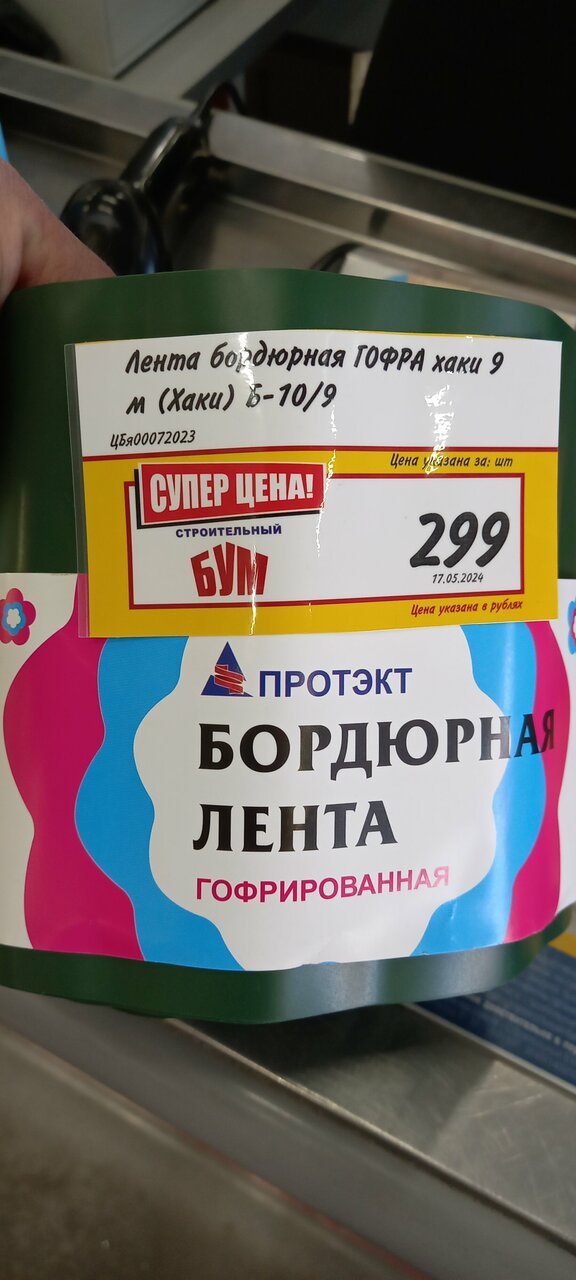 Лента бордюрная ГОФРА хаки 9
м (Хаки) Б-10/9
ЦБя00072023
Цена указана за: шт
СУПЕР ЦЕНА!
СТРОИТЕЛЬНЫЙ
БУМ
299
17.05.2024
Цена указана в рублях
ПРОТЭКТ
БОРДЮРНАЯ
ЛЕНТА
ГОФРИРОВАННАЯ